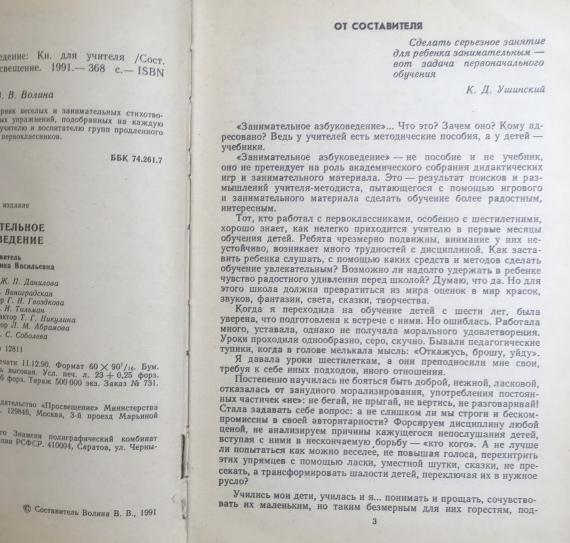 ведение: Кн. для учителя /Сост.
свещение. 1991.— 368 с.— ISBN
В. В. Волина
рник веселых и занимательных стихотво-
ых упражнений, подобранных на каждую
учителю и воспитателю групп продленного
первоклассников.
ББК 74.261.7
издание
ТЕЛЬНОЕ
ВЕДЕНИЕ
витель
ина Васильевна
Ж. П. Данилова
Виноградская
р Г. Н. Гвоздкова
Н. Тальман
актор Т. Г. Никулина
р Л. М. Абрамова
С. Соболева
12811
ечати 11.12.90. Формат 60×90¹/₁₆. Бум.
ь высокая. Усл. печ. л. 23+0,25 форз.
6 форз. Тираж 500 000 экз. Заказ № 731.
дательство «Просвещение» Министерства
129846, Москва, 3-й проезд Марьиной
го Знамени полиграфический комбинат
ции РСФСР. 410004, Саратов, ул. Черны-
© Составитель Волина В. В., 1991
ОТ СОСТАВИТЕЛЯ
Сделать серьезное занятие
для ребенка занимательным —
вот задача первоначального
обучения
К. Д. Ушинский
«Занимательное азбуковедение»... Что это? Зачем оно? Кому ад-
ресовано? Ведь у учителей есть методические пособия, а у детей —
учебники.
«Занимательное азбуковедение» — не пособие и не учебник,
оно не претендует на роль академического собрания дидактических
игр и занимательного материала. Это — результат поисков и раз-
мышлений учителя-методиста, пытающегося с помощью игрового
и занимательного материала сделать обучение более радостным,
интересным.
Тот, кто работал с первоклассниками, особенно с шестилетними,
хорошо знает, как нелегко приходится учителю в первые месяцы
обучения детей. Ребята чрезмерно подвижны, внимание у них не-
устойчиво, возникает много трудностей с дисциплиной. Как заста-
вить ребенка слушать, с помощью каких средств и методов сделать
обучение увлекательным? Возможно ли надолго удержать в ребенке
чувство радостного удивления перед школой? Думаю, что да. Но для
этого школа должна превратиться из мира оценок в мир красок,
звуков, фантазии, света, сказки, творчества.
Когда я переходила на обучение детей с шести лет, была
уверена, что подготовлена к встрече с ними. Но ошиблась. Работала
много, уставала, однако не получала морального удовлетворения.
Уроки проходили однообразно, серо, скучно. Бывали педагогические
тупики, когда в голове мелькала мысль: «Откажусь, брошу, уйду».
Я давала уроки шестилеткам, а они преподносили мне свои,
требуя к себе иных подходов, иного отношения.
Постепенно научилась не бояться быть доброй, нежной, ласковой,
отказалась от занудного морализирования, употребления постоян-
ных частичек «не»: не бегай, не прыгай, не вертись, не разговаривай!
Стала задавать себе вопрос: а не слишком ли мы строги и беском-
промиссны в своей авторитарности? Форсируем дисциплину любой
ценой, не анализируем причины кажущегося непослушания детей,
вступая с ними в нескончаемую борьбу — «кто кого». А не лучше
ли попытаться как можно веселее, не повышая голоса, перехитрить
этих упрямцев с помощью ласки, уместной шутки, сказки, не пре-
секать, а трансформировать шалости детей, переключая их в нужное
русло?
Учились мои дети, училась и я... понимать и прощать, сочувство-
вать их маленьким, но таким безмерным для них горестям, под-
3